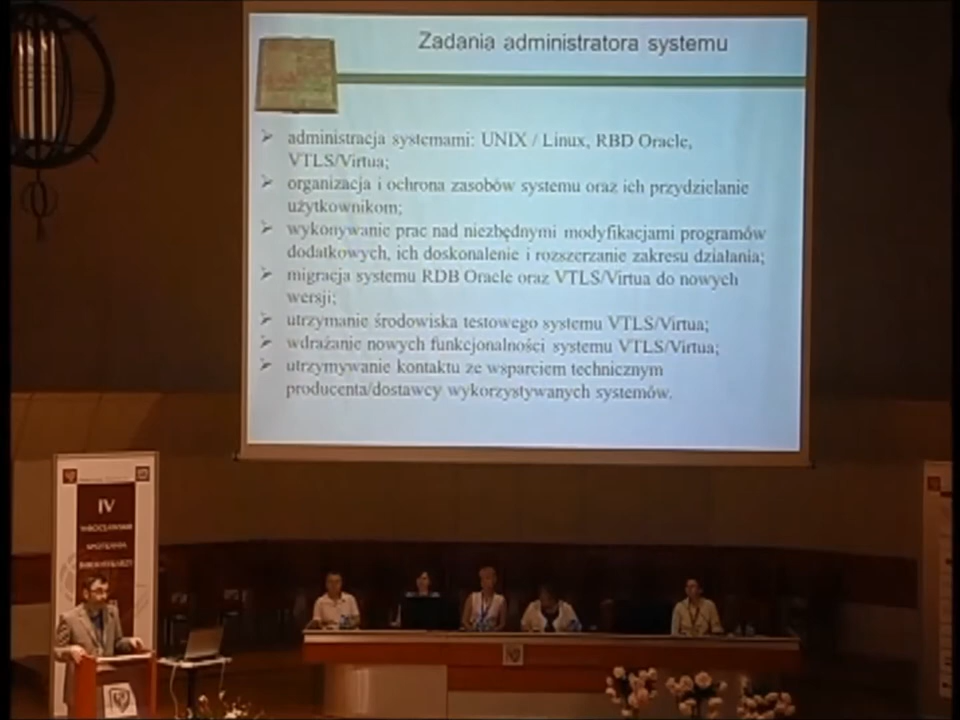 Zadania administratora systemu
➢ administracja systemami: UNIX / Linux, RBD Oracle,
VTLS/Virtua;
➢ organizacja i ochrona zasobów systemu oraz ich przydzielanie
użytkownikom;
➢ wykonywanie prac nad niezbędnymi modyfikacjami programów
dodatkowych, ich doskonalenie i rozszerzanie zakresu działania;
➢ migracja systemu RDB Oracle oraz VTLS/Virtua do nowych
wersji;
➢ utrzymanie środowiska testowego systemu VTLS/Virtua;
➢ wdrażanie nowych funkcjonalności systemu VTLS/Virtua;
➢ utrzymywanie kontaktu ze wsparciem technicznym
producenta/dostawcy wykorzystywanych systemów.
IV
WROCŁAWSKIE
SPOTKANIA